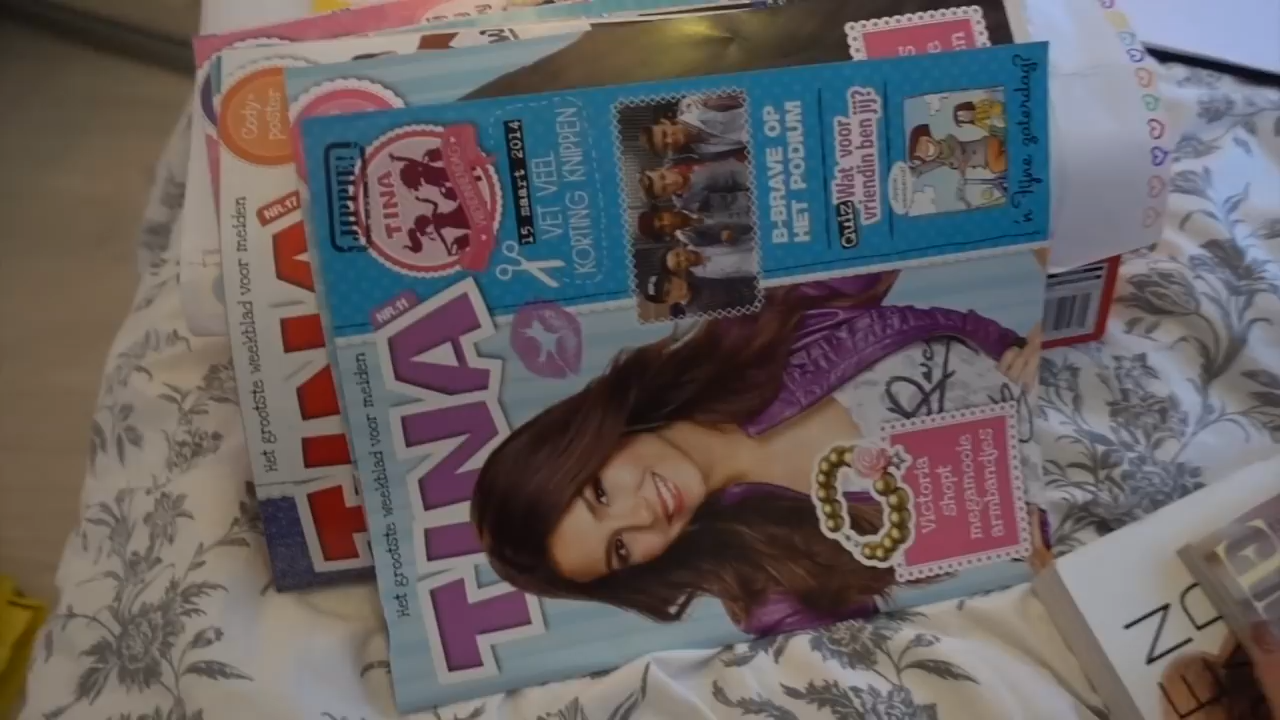 Cody-
poster
NR.17
Het grootste weekblad voor meiden
TINA
JIPPIE!
TINA
15 maart 2014
VET VEEL
KORTING KNIPPEN
B-BRAVE OP
HET PODIUM
Quiz Wat voor
vriendin ben jij?
'n Fijne zaterdag?
NR.11
Het grootste weekblad voor meiden
TINA
Victoria
shopt
megamooie
armbandjes